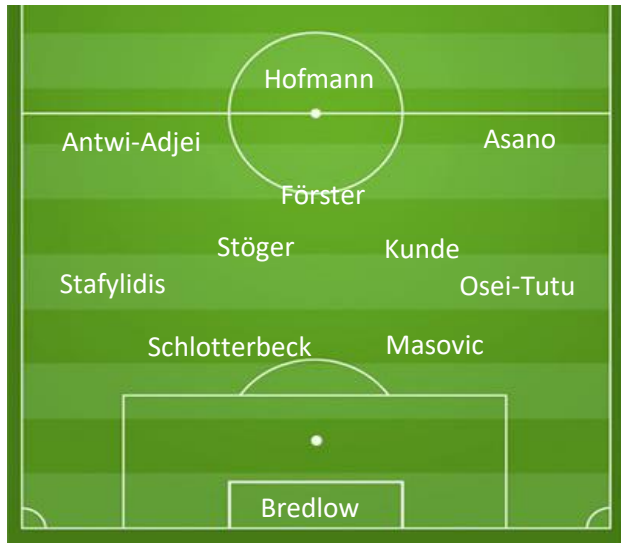 Hofmann
Antwi-Adjei
Asano
Förster
Stöger
Kunde
Stafylidis
Osei-Tutu
Schlotterbeck
Masovic
Bredlow